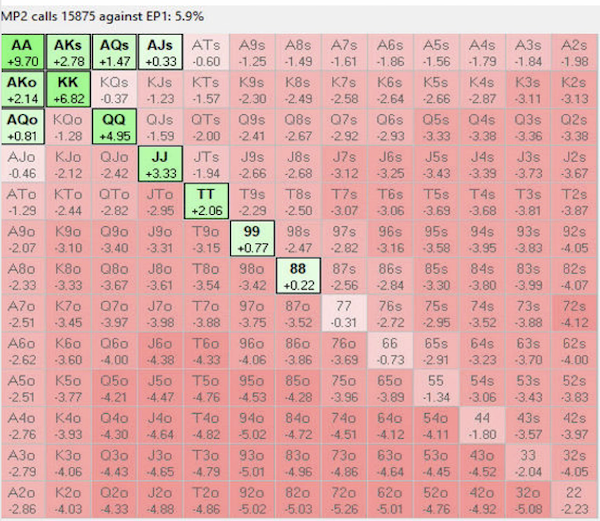 MP2 calls 15875 against EP1: 5.9%
AA AKs AQs AJs ATs A9s A8s A7s A6s A5s A4s A3s A2s
+9.70 +2.78 +1.47 +0.33 -0.60 -1.25 -1.49 -1.61 -1.86 -1.56 -1.79 -1.84 -1.98
AKo KK KQs KJs KTs K9s K8s K7s K6s K5s K4s K3s K2s
+2.14 +6.82 -0.37 -1.23 -1.57 -2.30 -2.49 -2.58 -2.64 -2.66 -2.87 -3.11 -3.13
AQo KQo QQ QJs QTs Q9s Q8s Q7s Q6s Q5s Q4s Q3s Q2s
+0.81 -1.28 +4.95 -1.59 -2.00 -2.41 -2.67 -2.92 -2.93 -3.33 -3.38 -3.36 -3.38
AJo KJo QJo JJ JTs J9s J8s J7s J6s J5s J4s J3s J2s
-0.46 -2.12 -2.42 +3.33 -1.94 -2.66 -2.68 -3.12 -3.25 -3.43 -3.39 -3.73 -3.67
ATo KTo QTo JTo TT T9s T8s T7s T6s T5s T4s T3s T2s
-1.29 -2.44 -2.82 -2.95 +2.06 -2.29 -2.50 -3.07 -3.06 -3.69 -3.68 -3.81 -3.87
A9o K9o Q9o J9o T9o 99 98s 97s 96s 95s 94s 93s 92s
-2.07 -3.10 -3.40 -3.31 -3.15 +0.77 -2.47 -2.82 -3.16 -3.58 -3.95 -3.83 -4.05
A8o K8o Q8o J8o T8o 98o 88 87s 86s 85s 84s 83s 82s
-2.33 -3.33 -3.67 -3.61 -3.54 -3.42 +0.22 -2.56 -2.84 -3.30 -3.80 -3.99 -4.07
A7o K7o Q7o J7o T7o 97o 87o 77 76s 75s 74s 73s 72s
-2.51 -3.45 -3.97 -3.98 -3.88 -3.75 -3.52 -0.31 -2.72 -2.95 -3.52 -3.88 -4.12
A6o K6o Q6o J6o T6o 96o 86o 76o 66 65s 64s 63s 62s
-2.62 -3.60 -4.00 -4.38 -4.33 -4.06 -3.86 -3.69 -0.73 -2.91 -3.23 -3.70 -4.00
A5o K5o Q5o J5o T5o 95o 85o 75o 65o 55 54s 53s 52s
-2.51 -3.77 -4.21 -4.47 -4.76 -4.53 -4.28 -3.96 -3.89 -1.34 -3.06 -3.43 -3.83
A4o K4o Q4o J4o T4o 94o 84o 74o 64o 54o 44 43s 42s
-2.76 -3.93 -4.30 -4.64 -4.82 -5.02 -4.72 -4.51 -4.12 -4.11 -1.80 -3.57 -3.97
A3o K3o Q3o J3o T3o 93o 83o 73o 63o 53o 43o 33 32s
-2.79 -4.06 -4.43 -4.65 -4.79 -5.01 -4.96 -4.86 -4.64 -4.45 -4.52 -2.04 -4.05
A2o K2o Q2o J2o T2o 92o 82o 72o 62o 52o 42o 32o 22
-2.86 -4.03 -4.33 -4.88 -4.86 -5.02 -5.03 -5.26 -5.01 -4.76 -4.92 -5.08 -2.23